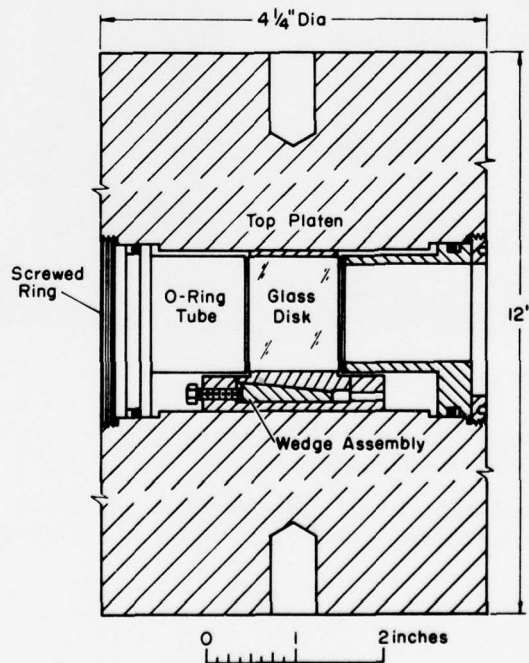 4 1/4" Dia
Top Platen
Screwed
Ring
O-Ring
Tube
Glass
Disk
12"
Wedge Assembly
0 1 2 inches